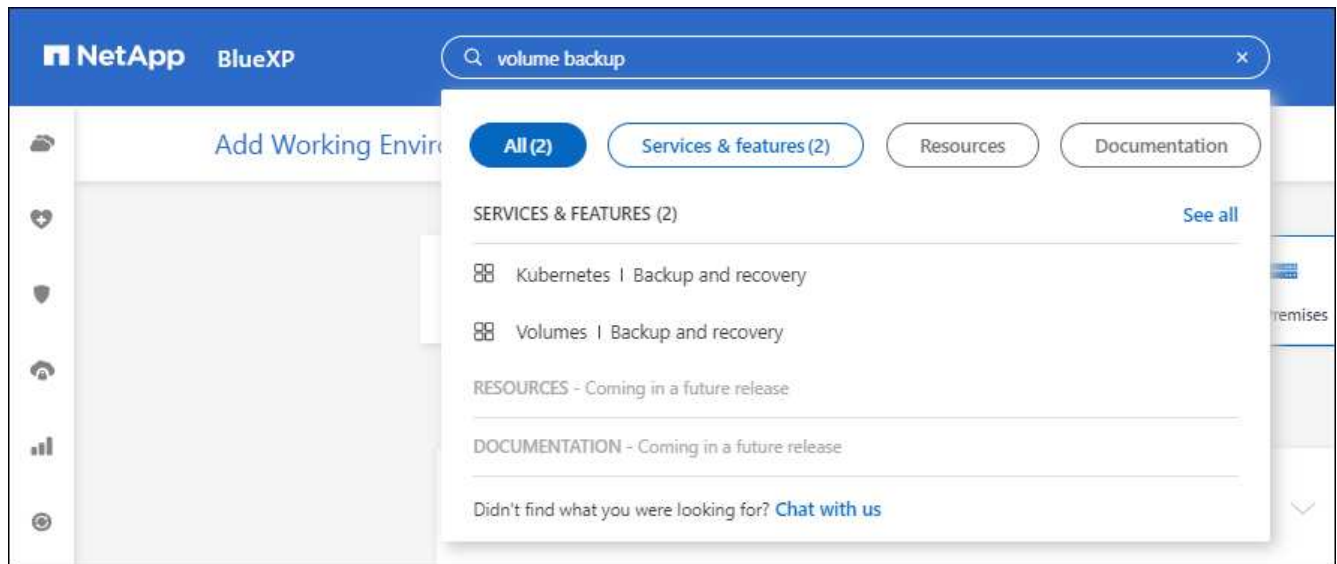 NetApp BlueXP
volume backup
Add Working Enviro
All (2)
Services & features (2)
Resources
Documentation
SERVICES & FEATURES (2)
See all
Kubernetes | Backup and recovery
Volumes | Backup and recovery
remises
RESOURCES - Coming in a future release
DOCUMENTATION - Coming in a future release
Didn't find what you were looking for? Chat with us